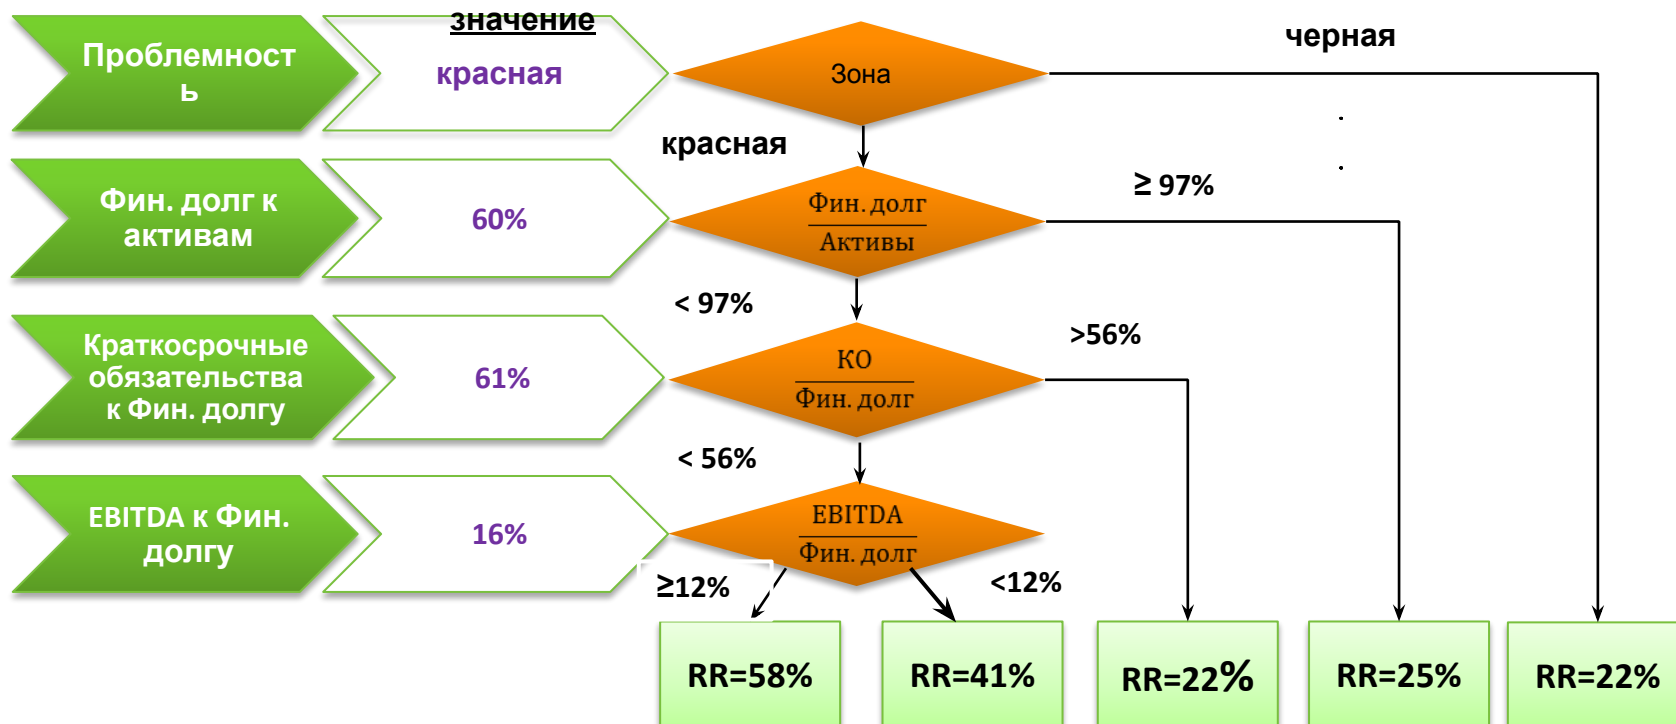 значение
черная
Проблемност
ь
красная
Зона
красная
Фин. долг к
активам
60%
Фин. долг
Активы
≥ 97%
< 97%
Краткосрочные
обязательства
к Фин. долгу
61%
КО
Фин. долг
>56%
< 56%
EBITDA к Фин.
долгу
16%
EBITDA
Фин. долг
≥12%
<12%
RR=58%
RR=41%
RR=22%
RR=25%
RR=22%